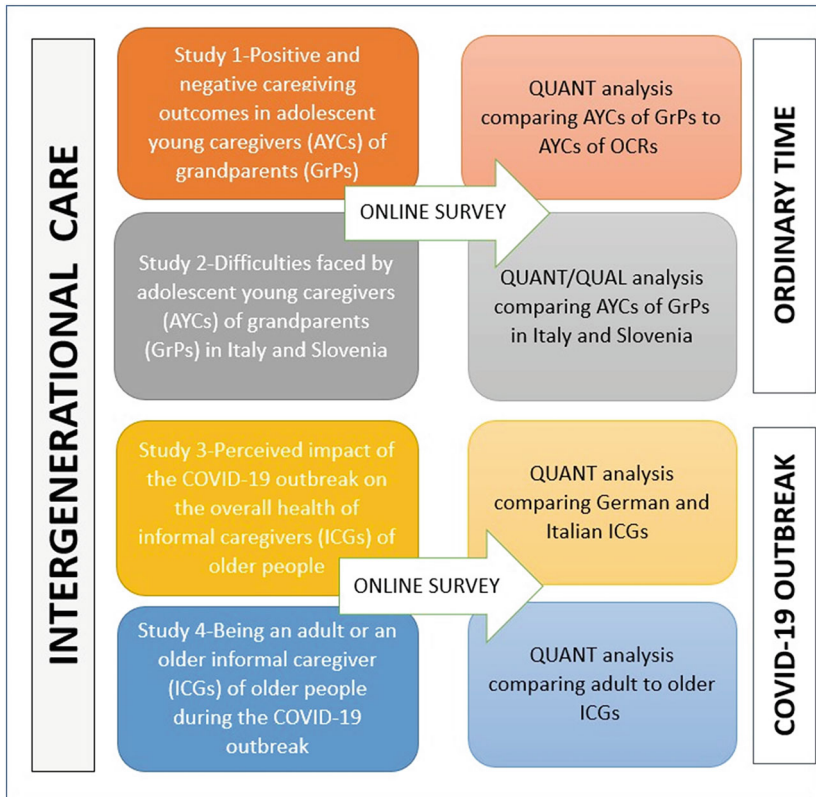 INTERGENERATIONAL CARE
Study 1-Positive and
negative caregiving
outcomes in adolescent
young caregivers (AYCs) of
grandparents (GrPs)
QUANT analysis
comparing AYCs of GrPs to
AYCs of OCRs
ORDINARY TIME
ONLINE SURVEY
Study 2-Difficulties faced by
adolescent young caregivers
(AYCs) of grandparents
(GrPs) in Italy and Slovenia
QUANT/QUAL analysis
comparing AYCs of GrPs
in Italy and Slovenia
Study 3-Perceived impact of
the COVID-19 outbreak on
the overall health of
informal caregivers (ICGs) of
older people
QUANT analysis
comparing German and
Italian ICGs
COVID-19 OUTBREAK
ONLINE SURVEY
Study 4-Being an adult or an
older informal caregiver
(ICGs) of older people
during the COVID-19
outbreak
QUANT analysis
comparing adult to older
ICGs